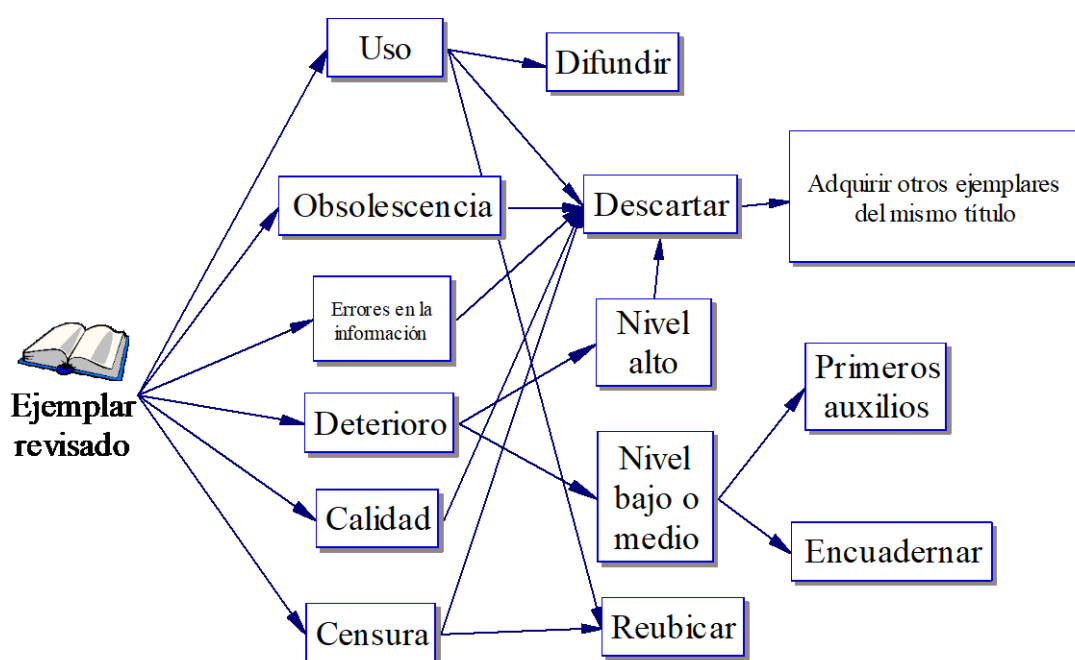 Uso
Difundir
Obsolescencia
Descartar
Adquirir otros ejemplares
del mismo título
Errores en la
información
Nivel
alto
Primeros
auxilios
Ejemplar
revisado
Deterioro
Nivel
bajo o
medio
Calidad
Encuadernar
Censura
Reubicar